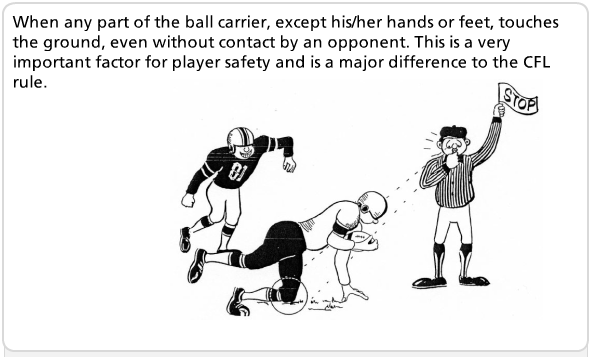 When any part of the ball carrier, except his/her hands or feet, touches
the ground, even without contact by an opponent. This is a very
important factor for player safety and is a major difference to the CFL
rule.
STOP
81